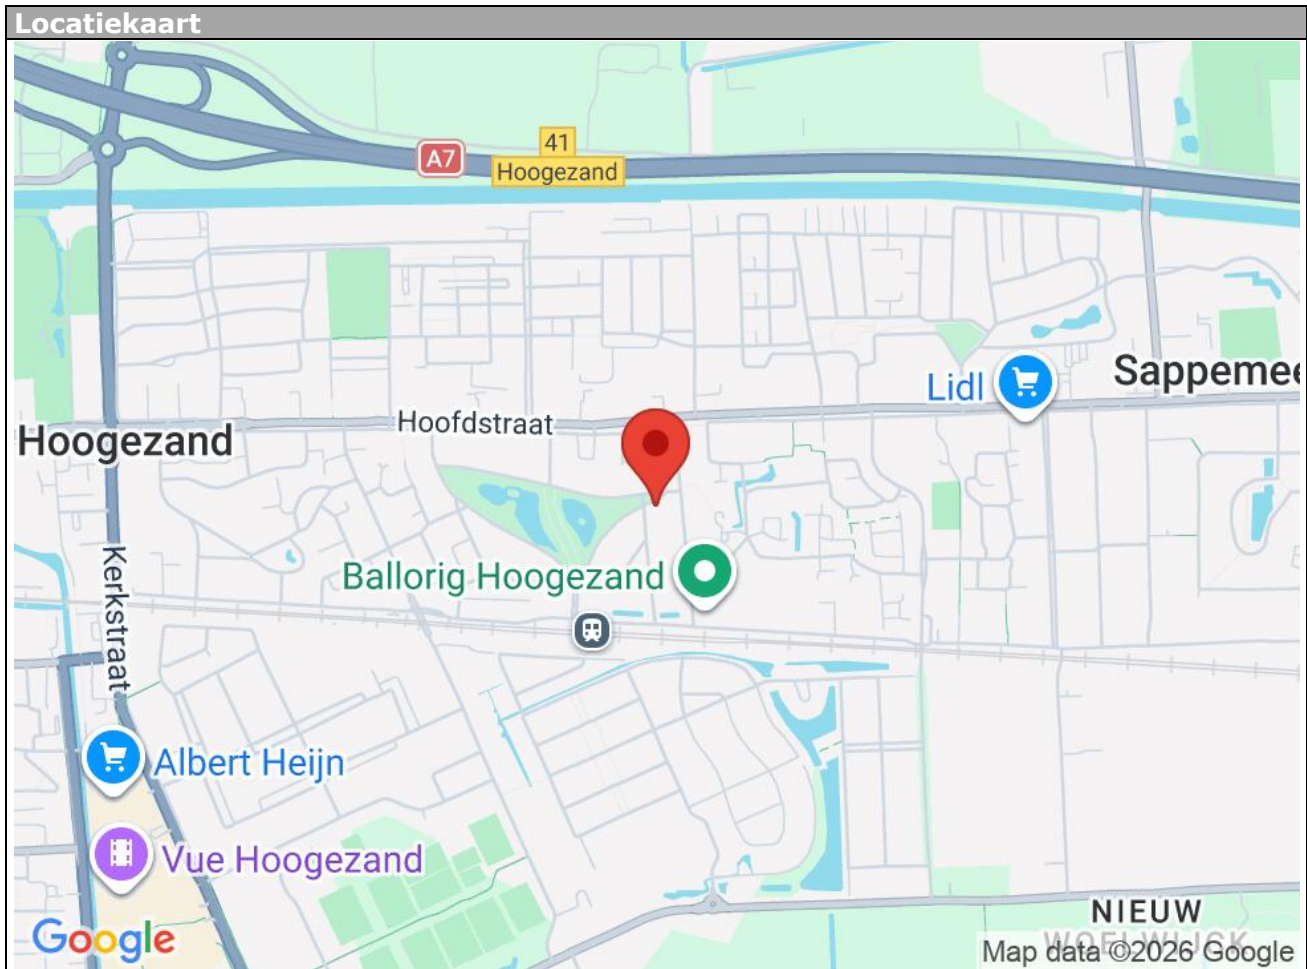 Locatiekaart
41
A7
Hoogezand
Sappemee
Lidl
Hoofdstraat
Hoogezand
Kerkstraat
Ballorig Hoogezand
Albert Heijn
Vue Hoogezand
NIEUW
WOELWIJCK
Google
Map data ©2026 Google